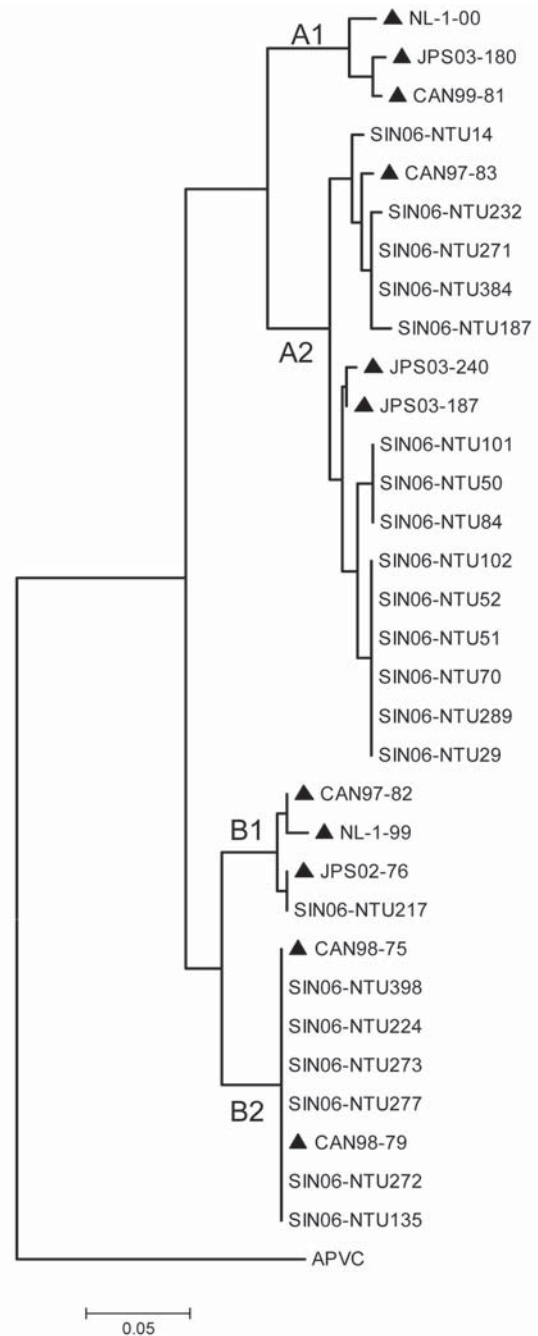 A1
▲ NL-1-00
▲ JPS03-180
▲ CAN99-81
SIN06-NTU14
▲ CAN97-83
SIN06-NTU232
SIN06-NTU271
SIN06-NTU384
SIN06-NTU187
A2
▲ JPS03-240
▲ JPS03-187
SIN06-NTU101
SIN06-NTU50
SIN06-NTU84
SIN06-NTU102
SIN06-NTU52
SIN06-NTU51
SIN06-NTU70
SIN06-NTU289
SIN06-NTU29
▲ CAN97-82
B1
▲ NL-1-99
▲ JPS02-76
SIN06-NTU217
▲ CAN98-75
SIN06-NTU398
SIN06-NTU224
SIN06-NTU273
SIN06-NTU277
B2
▲ CAN98-79
SIN06-NTU272
SIN06-NTU135
APVC
0.05